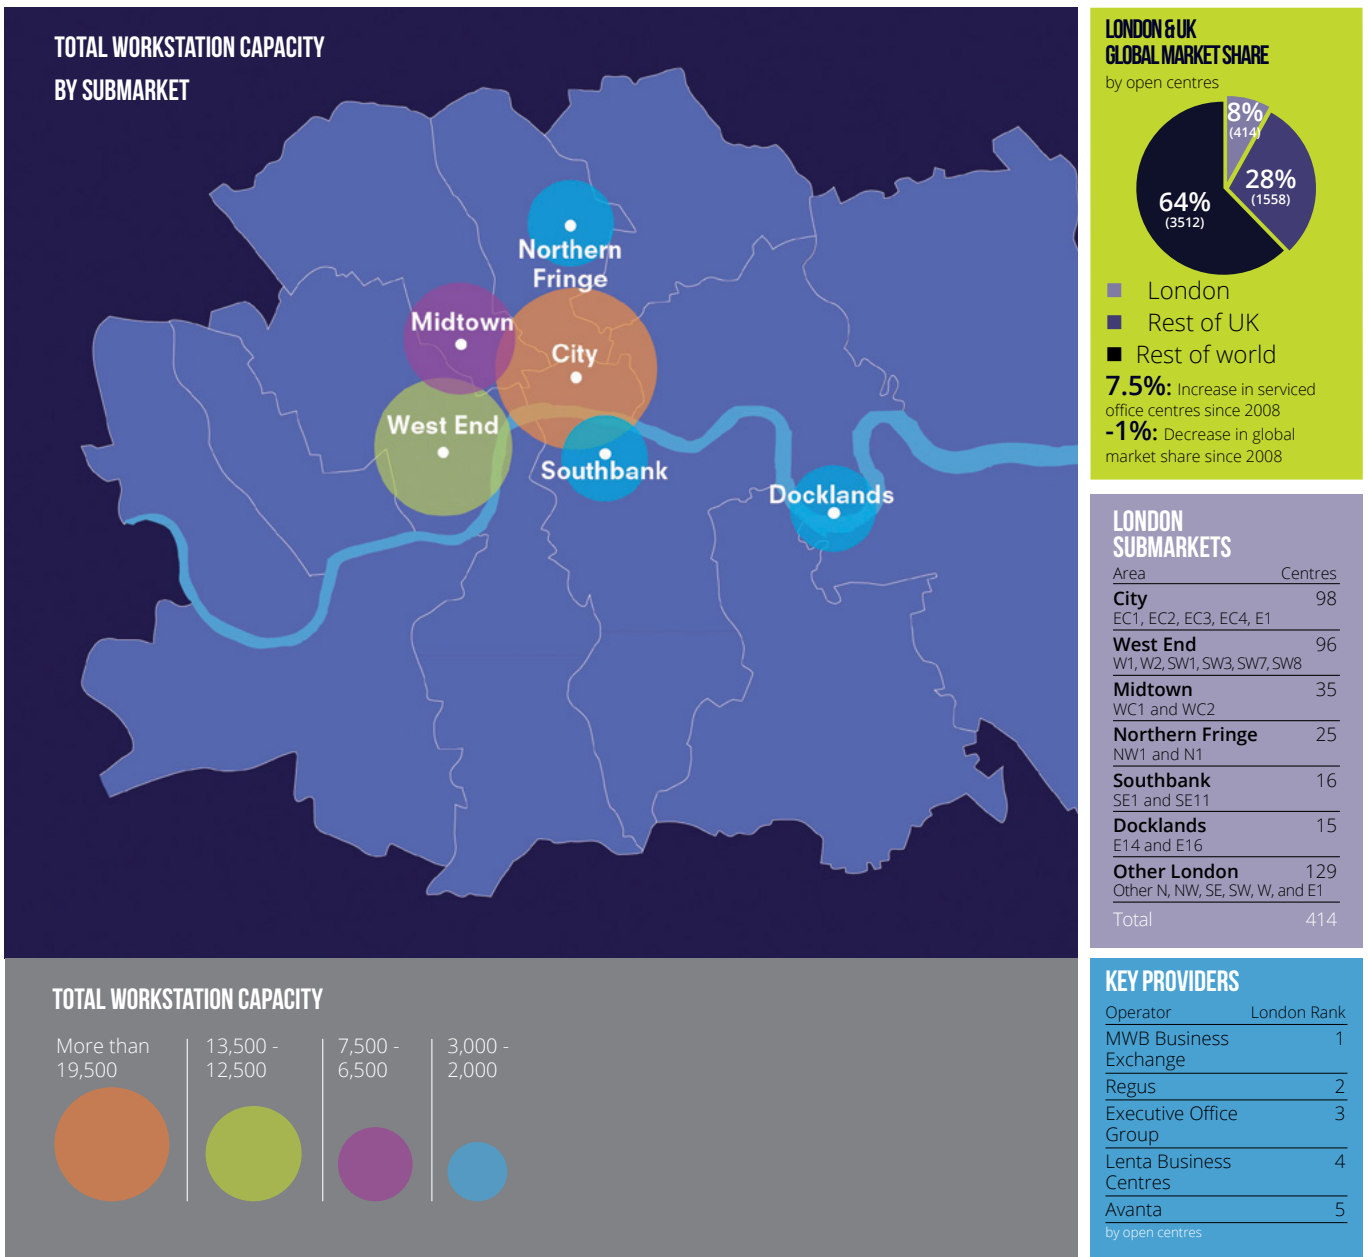 TOTAL WORKSTATION CAPACITY
BY SUBMARKET
Northern
Fringe
Midtown
City
West End
Southbank
Docklands
TOTAL WORKSTATION CAPACITY
More than
19,500
13,500 -
12,500
7,500 -
6,500
3,000 -
2,000
LONDON & UK
GLOBAL MARKET SHARE
by open centres
8%
(414)
28%
(1558)
64%
(3512)
London
Rest of UK
Rest of world
7.5%: Increase in serviced
office centres since 2008
-1%: Decrease in global
market share since 2008
LONDON
SUBMARKETS
Area Centres
City 98
EC1, EC2, EC3, EC4, E1
West End 96
W1, W2, SW1, SW3, SW7, SW8
Midtown 35
WC1 and WC2
Northern Fringe 25
NW1 and N1
Southbank 16
SE1 and SE11
Docklands 15
E14 and E16
Other London 129
Other N, NW, SE, SW, W, and E1
Total 414
KEY PROVIDERS
Operator London Rank
MWB Business 1
Exchange
Regus 2
Executive Office 3
Group
Lenta Business 4
Centres
Avanta 5
by open centres